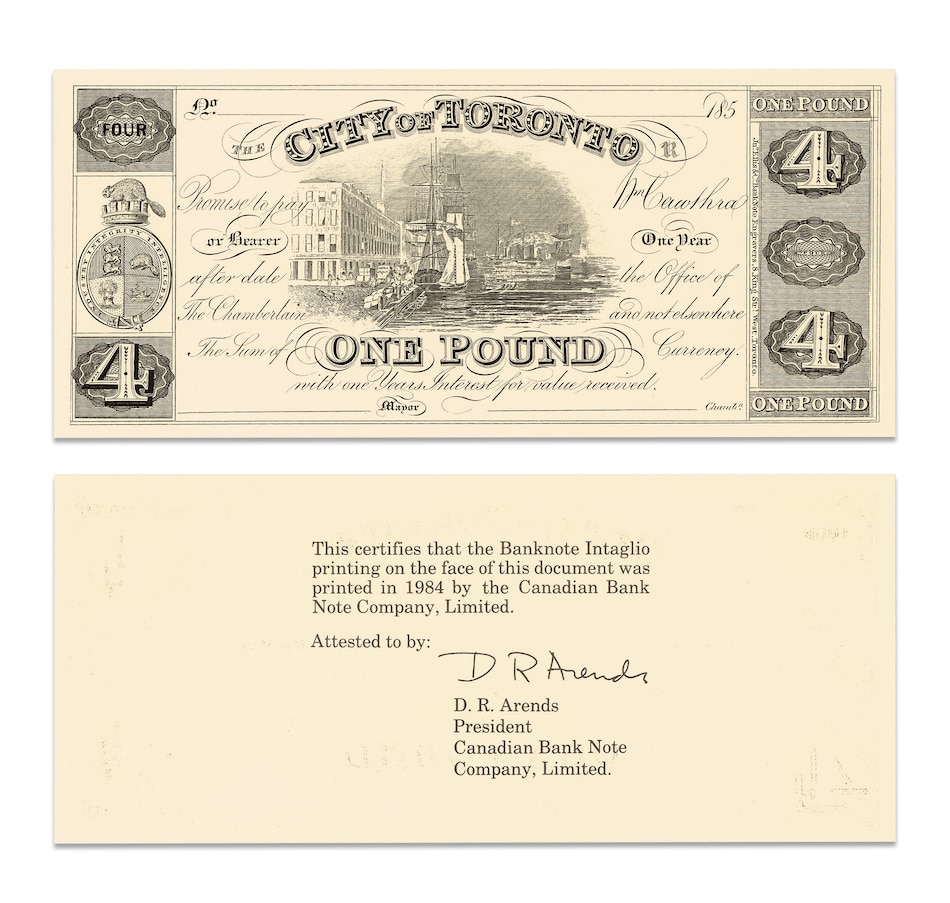 FOUR
No.
185
ONE POUND
THE CITY OF TORONTO
4
Promise to pay Wm Cawthra
or Bearer One Year
INDUSTRY INTEGRITY INTELLIGENCE
after date the Office of
The Chamberlain and not elsewhere
The Sum of ONE POUND Currency.
with one Years Interest for value received.
4
Mayor Chambn.
4
ONE POUND
This certifies that the Banknote Intaglio
printing on the face of this document was
printed in 1984 by the Canadian Bank
Note Company, Limited.
Attested to by:
D R Arends
D. R. Arends
President
Canadian Bank Note
Company, Limited.